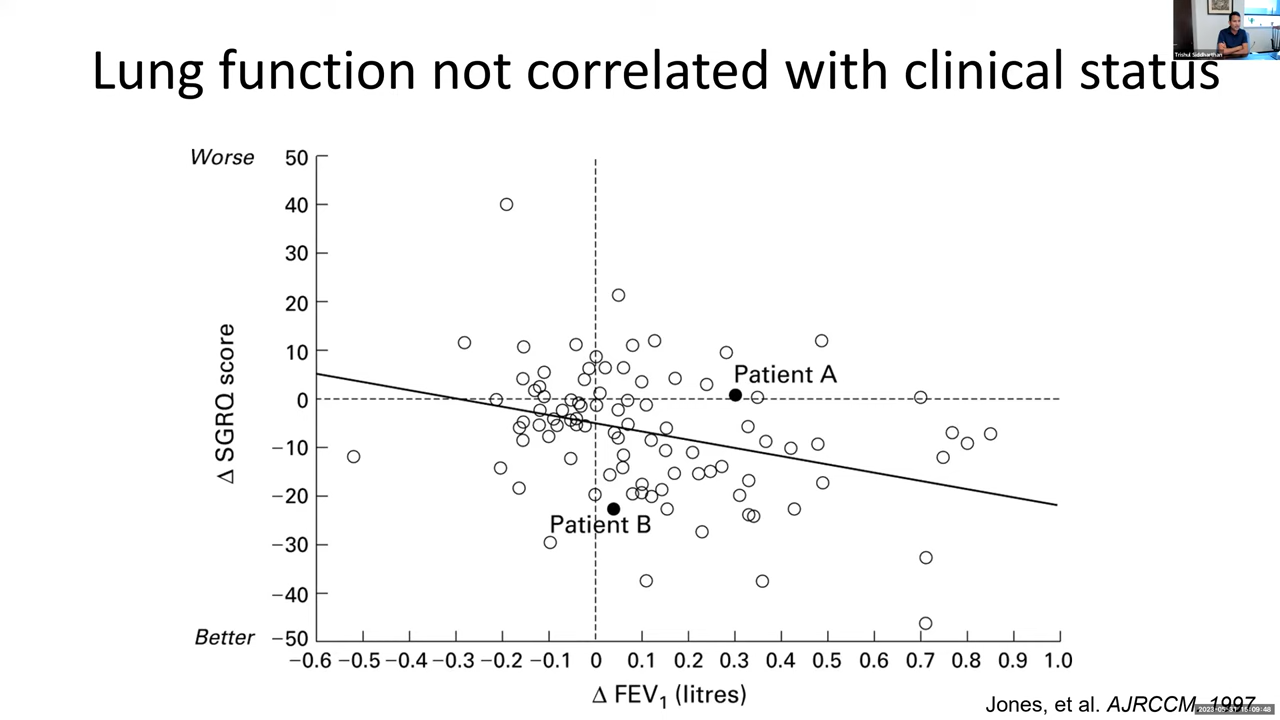 Trishul Siddharthan
Lung function not correlated with clinical status
Worse
50
40
30
20
10
0
−10
−20
−30
−40
−50
Better
Δ SGRQ score
Patient A
Patient B
−0.6 −0.5 −0.4 −0.3 −0.2 −0.1 0 0.1 0.2 0.3 0.4 0.5 0.6 0.7 0.8 0.9 1.0
Δ FEV1 (litres)
Jones, et al. AJRCCM, 1997